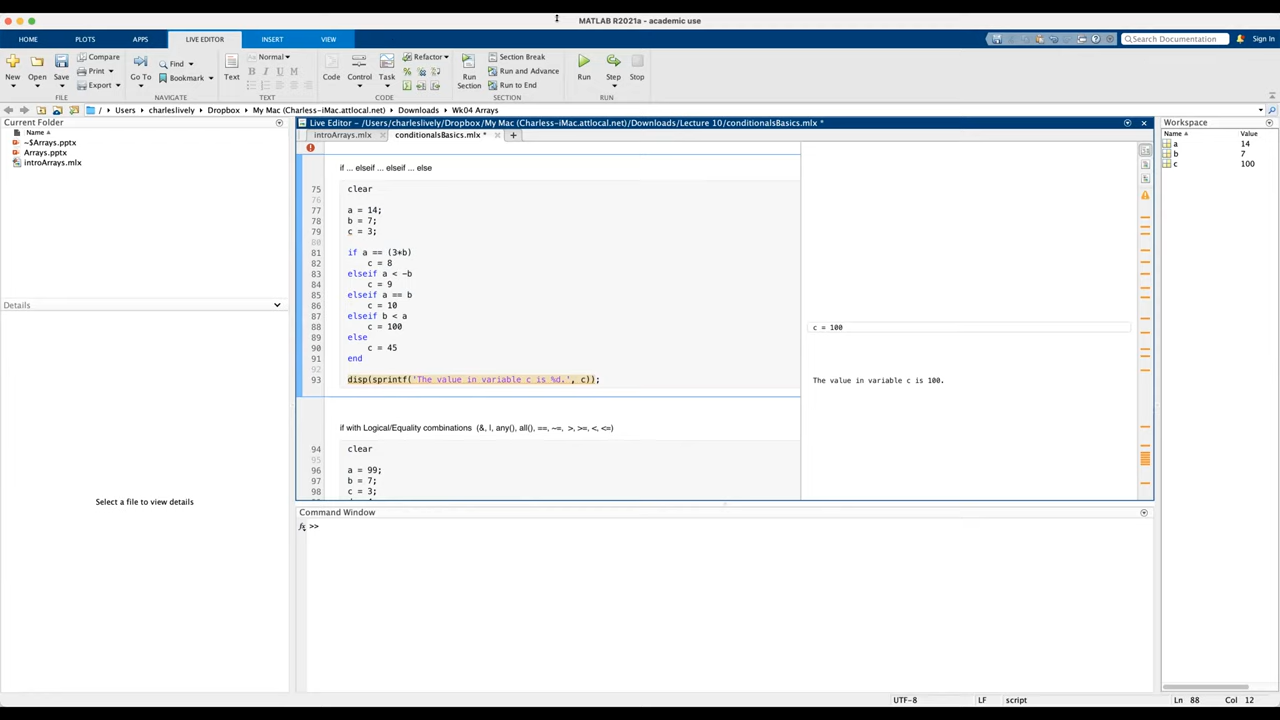 MATLAB R2021a - academic use
HOME PLOTS APPS LIVE EDITOR INSERT VIEW Search Documentation Sign In
New Open Save Compare Print Export Go To Find Bookmark Text Normal B I U M Code Control Task Refactor Run Section Section Break Run and Advance Run to End Run Step Stop
FILE NAVIGATE TEXT CODE SECTION RUN
/ Users charleslively Dropbox My Mac (Charless-iMac.attlocal.net) Downloads Wk04 Arrays
Current Folder
Name
~$Arrays.pptx
Arrays.pptx
introArrays.mlx
Details
Select a file to view details
Live Editor - /Users/charleslively/Dropbox/My Mac (Charless-iMac.attlocal.net)/Downloads/Lecture 10/conditionalsBasics.mlx *
introArrays.mlx conditionalsBasics.mlx *
if ... elseif ... elseif ... else
75 clear
76
77 a = 14;
78 b = 7;
79 c = 3;
80
81 if a == (3*b)
82 c = 8
83 elseif a < -b
84 c = 9
85 elseif a == b
86 c = 10
87 elseif b < a
88 c = 100
89 else
90 c = 45
91 end
92
93 disp(sprintf('The value in variable c is %d.', c));
c = 100
The value in variable c is 100.
if with Logical/Equality combinations (&, |, any(), all(), ==, ~=, >, >=, <, <=)
94 clear
95
96 a = 99;
97 b = 7;
98 c = 3;
Command Window
fx >>
Workspace
Name Value
a 14
b 7
c 100
UTF-8 LF script Ln 88 Col 12